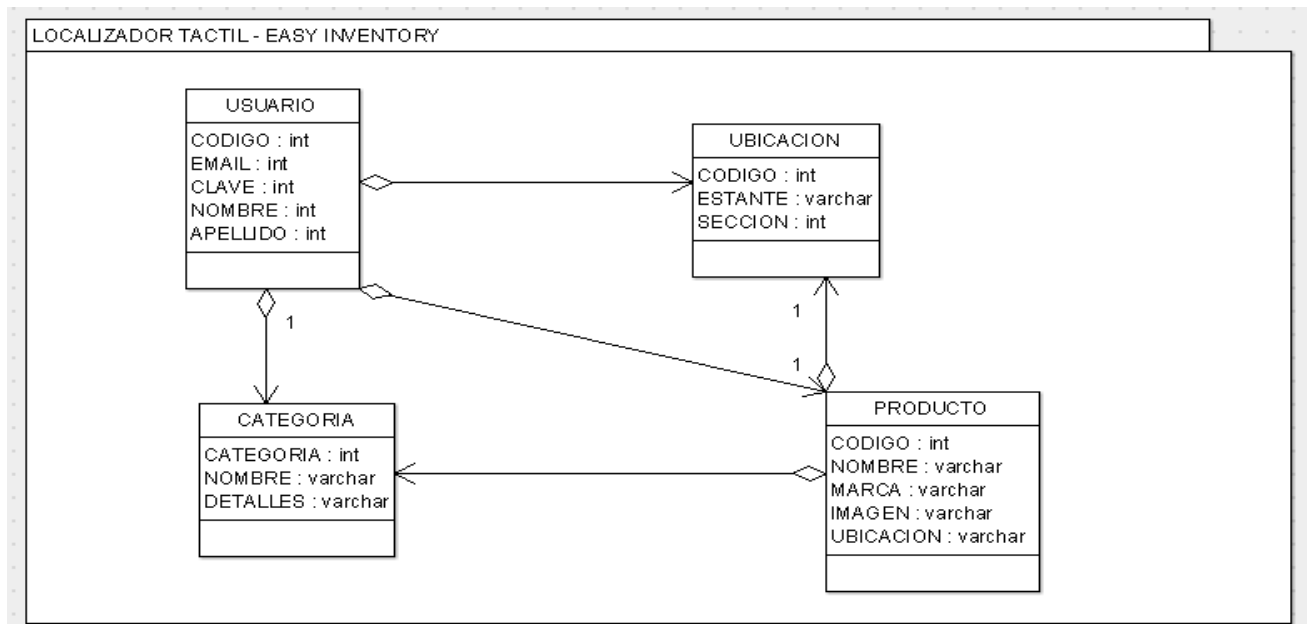 LOCALIZADOR TACTIL - EASY INVENTORY
USUARIO
CODIGO : int
EMAIL : int
CLAVE : int
NOMBRE : int
APELLIDO : int
UBICACION
CODIGO : int
ESTANTE : varchar
SECCION : int
1
1
1
CATEGORIA
CATEGORIA : int
NOMBRE : varchar
DETALLES : varchar
PRODUCTO
CODIGO : int
NOMBRE : varchar
MARCA : varchar
IMAGEN : varchar
UBICACION : varchar